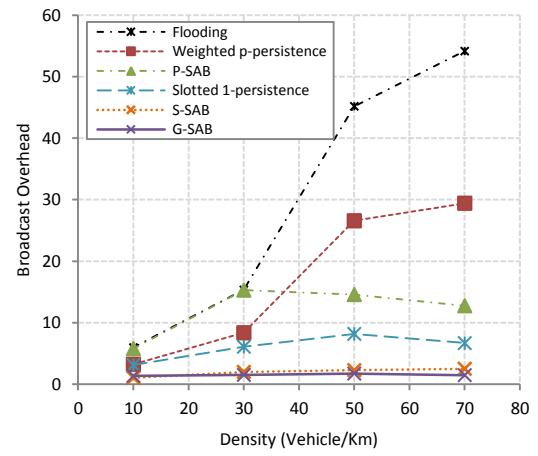 60
50
40
30
20
10
0
Broadcast Overhead
Flooding
Weighted p-persistence
P-SAB
Slotted 1-persistence
S-SAB
G-SAB
0 10 20 30 40 50 60 70 80
Density (Vehicle/Km)